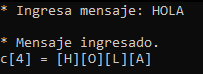 * Ingresa mensaje: HOLA
* Mensaje ingresado.
c[4] = [H][O][L][A]